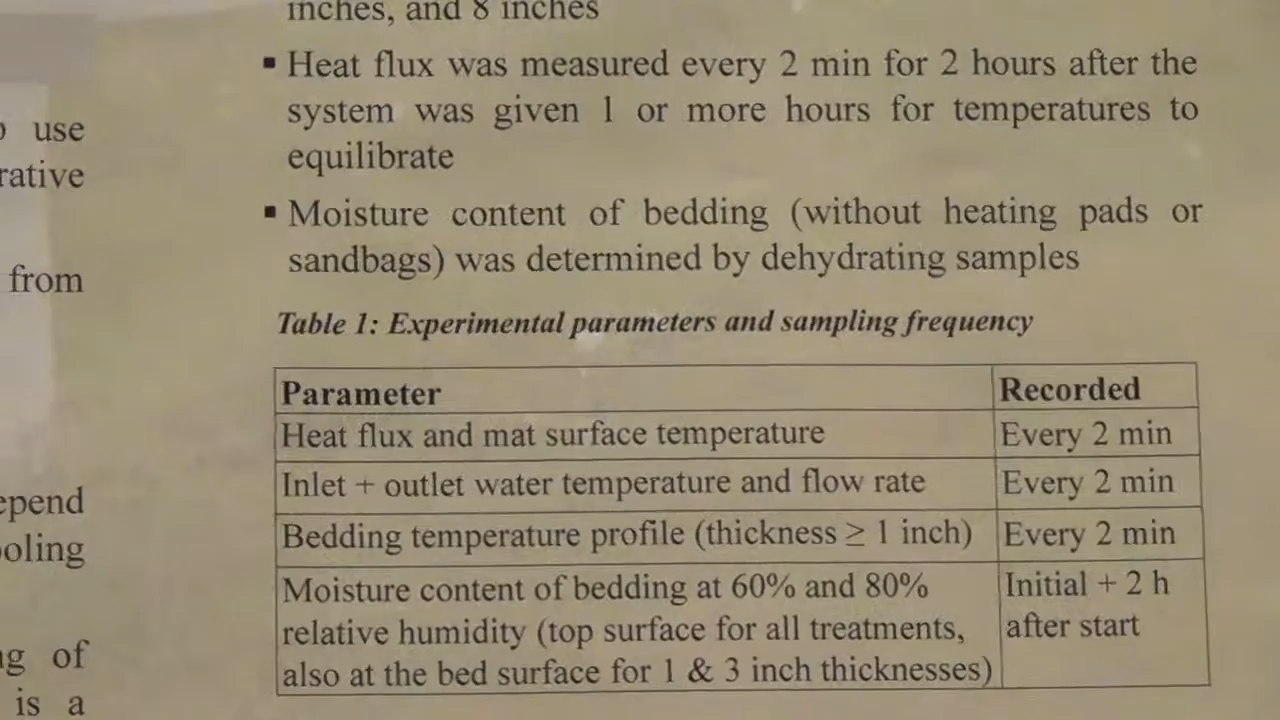 inches, and 8 inches
▪ Heat flux was measured every 2 min for 2 hours after the
system was given 1 or more hours for temperatures to
equilibrate
▪ Moisture content of bedding (without heating pads or
sandbags) was determined by dehydrating samples
Table 1: Experimental parameters and sampling frequency
Parameter Recorded
Heat flux and mat surface temperature Every 2 min
Inlet + outlet water temperature and flow rate Every 2 min
Bedding temperature profile (thickness ≥ 1 inch) Every 2 min
Moisture content of bedding at 60% and 80% Initial + 2 h
relative humidity (top surface for all treatments, after start
also at the bed surface for 1 & 3 inch thicknesses)
use
from
of
is a